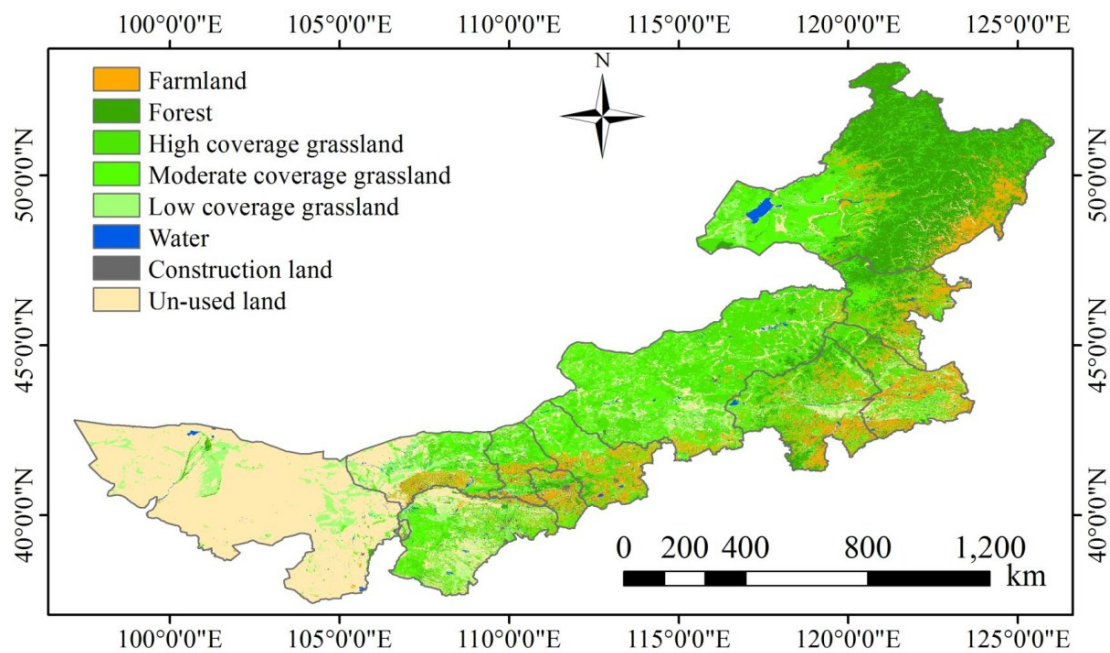 100°0'0"E 105°0'0"E 110°0'0"E 115°0'0"E 120°0'0"E 125°0'0"E
N
Farmland
Forest
High coverage grassland
Moderate coverage grassland
Low coverage grassland
Water
Construction land
Un-used land
50°0'0"N
45°0'0"N
40°0'0"N
50°0'0"N
45°0'0"N
40°0'0"N
0 200 400 800 1,200
km
100°0'0"E 105°0'0"E 110°0'0"E 115°0'0"E 120°0'0"E 125°0'0"E